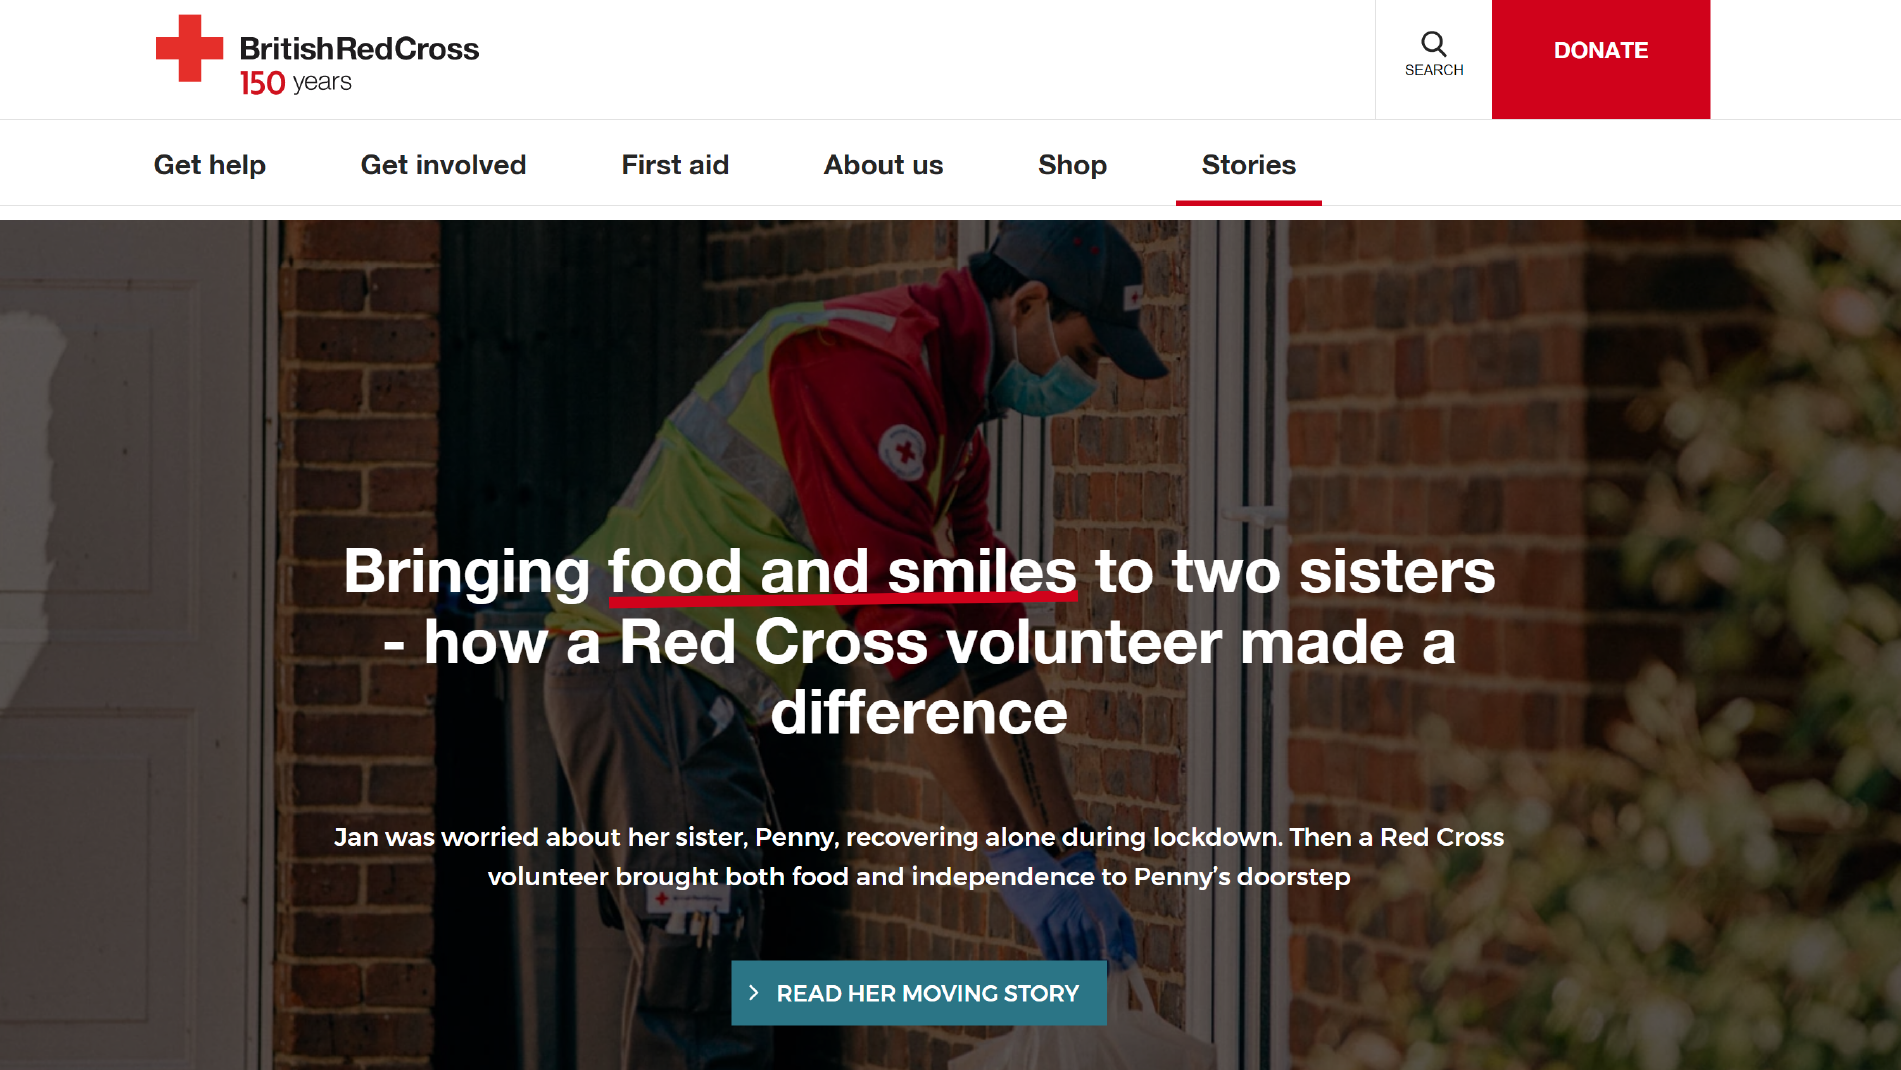 BritishRedCross
150 years
SEARCH
DONATE
Get help
Get involved
First aid
About us
Shop
Stories
Bringing food and smiles to two sisters
- how a Red Cross volunteer made a
difference
Jan was worried about her sister, Penny, recovering alone during lockdown. Then a Red Cross
volunteer brought both food and independence to Penny’s doorstep
READ HER MOVING STORY